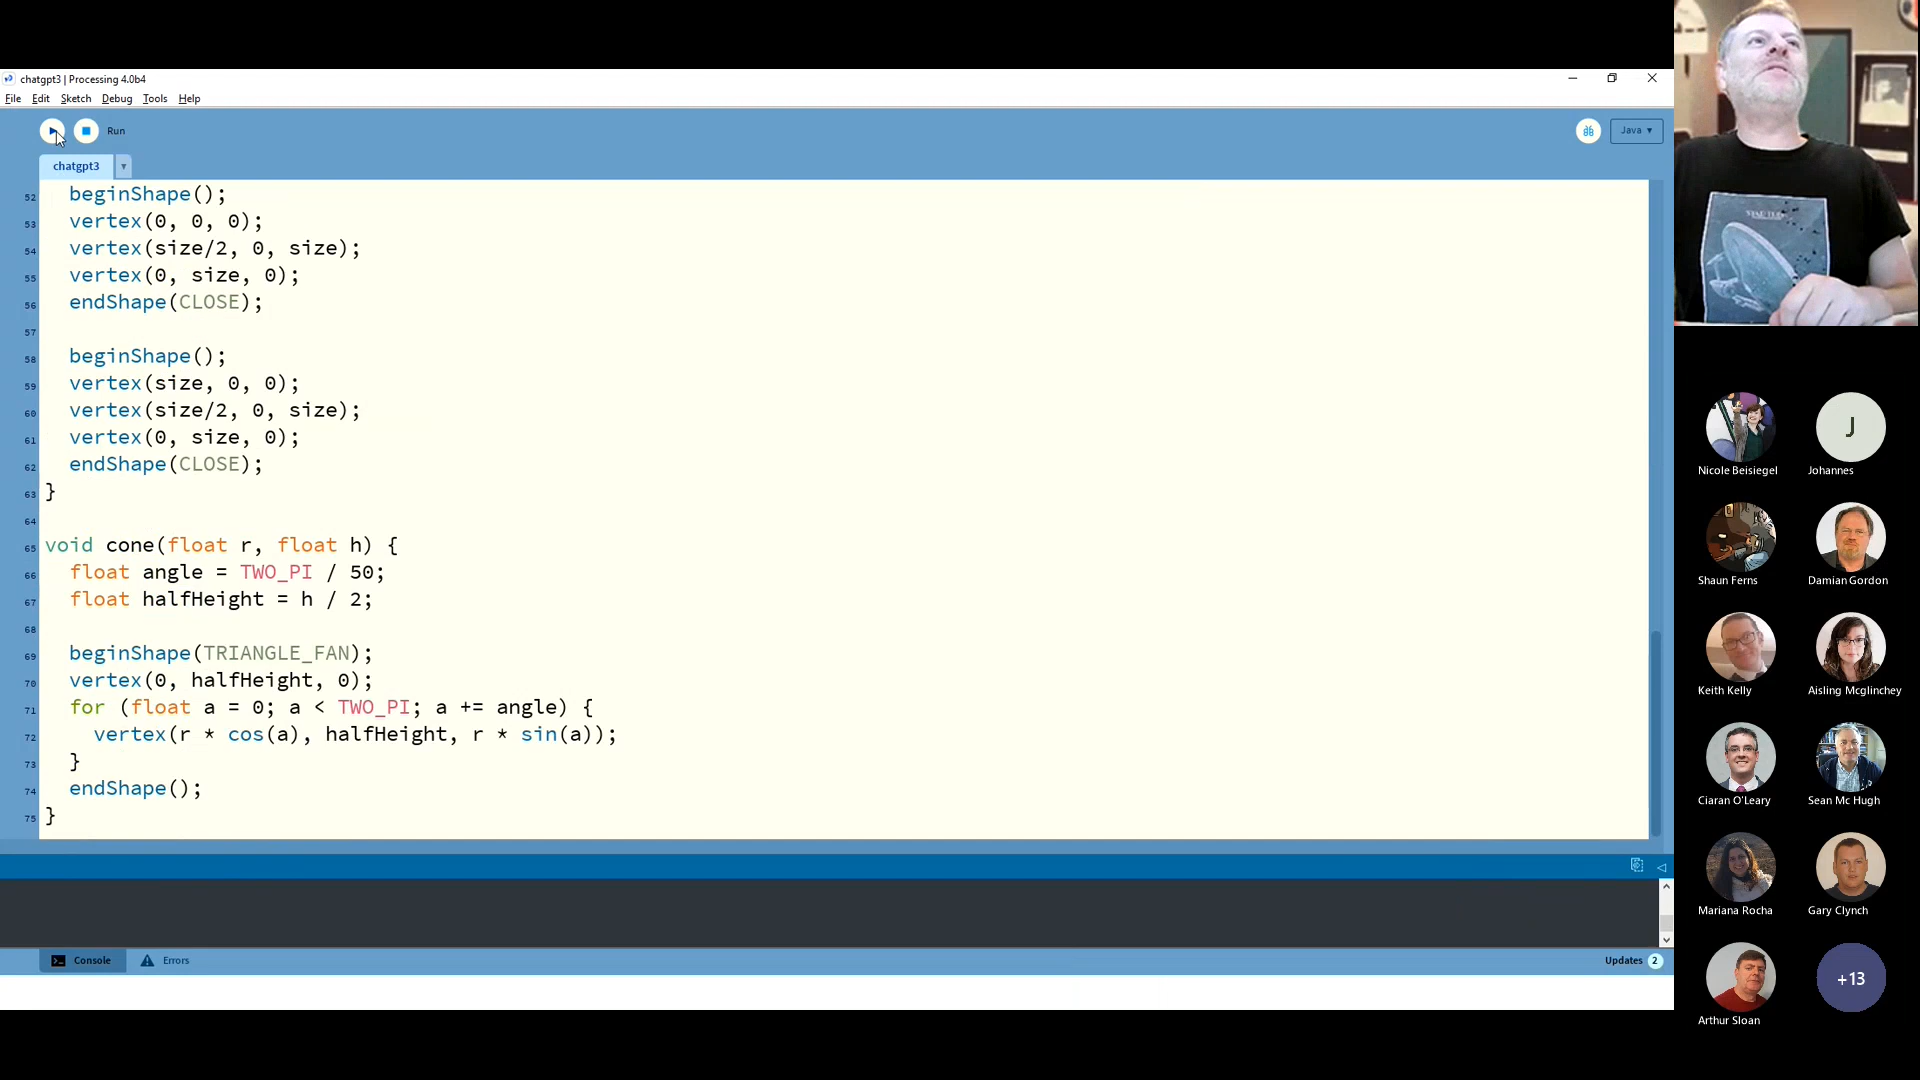 chatgpt3 | Processing 4.0b4
File Edit Sketch Debug Tools Help
Run
Java ▾
chatgpt3 ▾
52 beginShape();
53 vertex(0, 0, 0);
54 vertex(size/2, 0, size);
55 vertex(0, size, 0);
56 endShape(CLOSE);
57
58 beginShape();
59 vertex(size, 0, 0);
60 vertex(size/2, 0, size);
61 vertex(0, size, 0);
62 endShape(CLOSE);
63 }
64
65 void cone(float r, float h) {
66 float angle = TWO_PI / 50;
67 float halfHeight = h / 2;
68
69 beginShape(TRIANGLE_FAN);
70 vertex(0, halfHeight, 0);
71 for (float a = 0; a < TWO_PI; a += angle) {
72 vertex(r * cos(a), halfHeight, r * sin(a));
73 }
74 endShape();
75 }
Console Errors Updates 2
J
Nicole Beisiegel Johannes
Shaun Ferns Damian Gordon
Keith Kelly Aisling Mcglinchey
Ciaran O'Leary Sean Mc Hugh
Mariana Rocha Gary Clynch
+13
Arthur Sloan